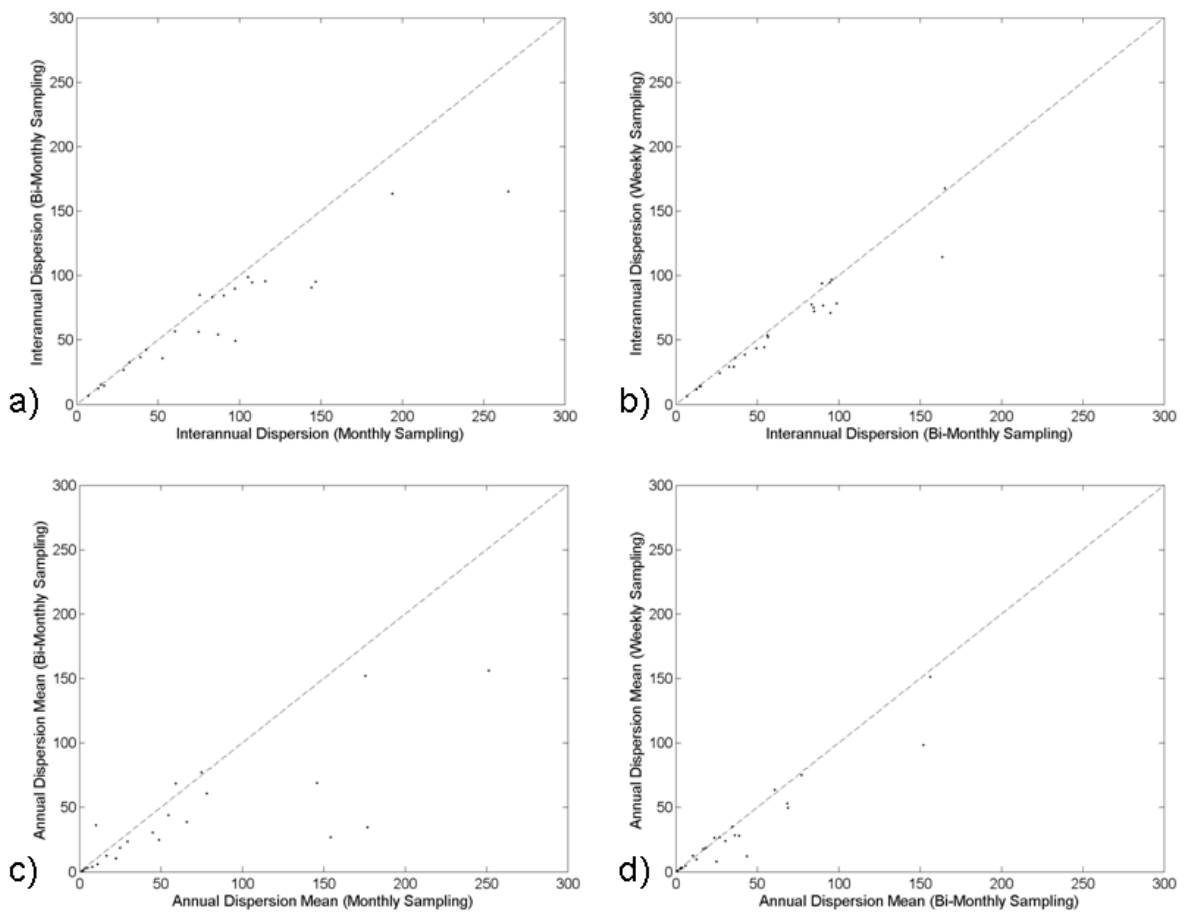 300
250
200
150
100
50
0
Interannual Dispersion (Bi-Monthly Sampling)
a)
0 50 100 150 200 250 300
Interannual Dispersion (Monthly Sampling)
300
250
200
150
100
50
0
Interannual Dispersion (Weekly Sampling)
b)
0 50 100 150 200 250 300
Interannual Dispersion (Bi-Monthly Sampling)
300
250
200
150
100
50
0
Annual Dispersion Mean (Bi-Monthly Sampling)
c)
0 50 100 150 200 250 300
Annual Dispersion Mean (Monthly Sampling)
300
250
200
150
100
50
0
Annual Dispersion Mean (Weekly Sampling)
d)
0 50 100 150 200 250 300
Annual Dispersion Mean (Bi-Monthly Sampling)